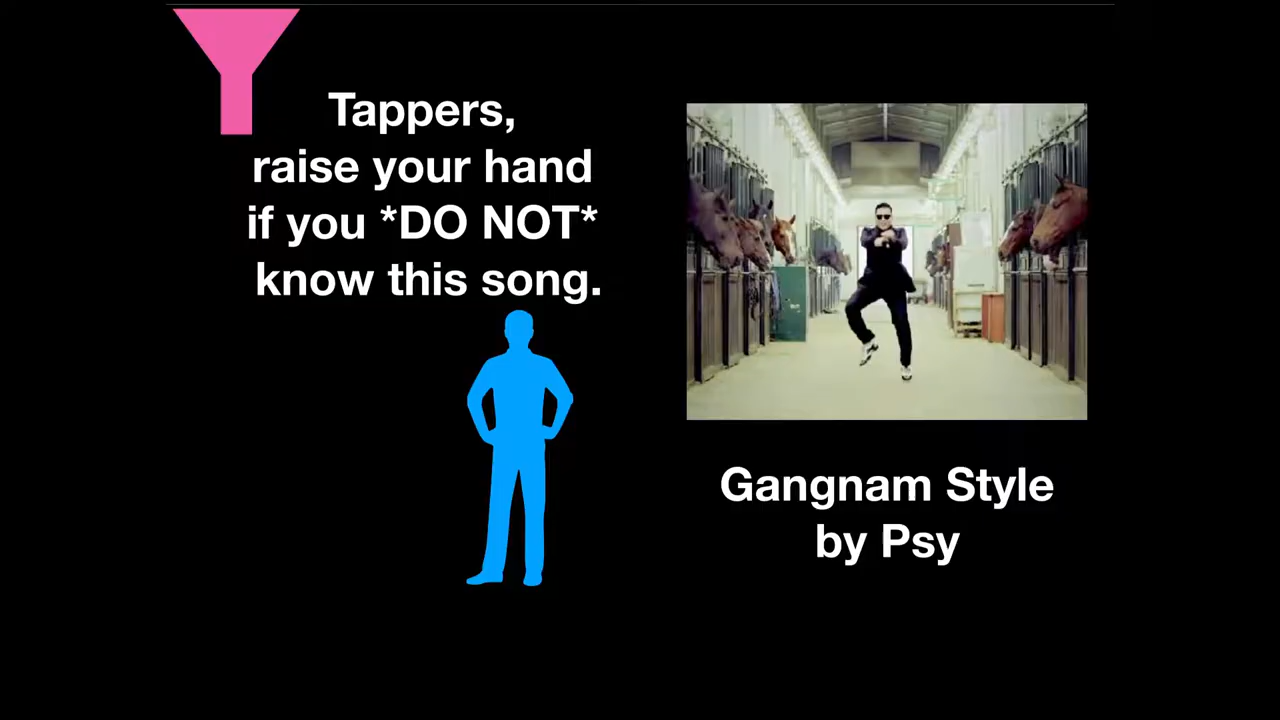 Tappers,
raise your hand
if you *DO NOT*
know this song.
Gangnam Style
by Psy